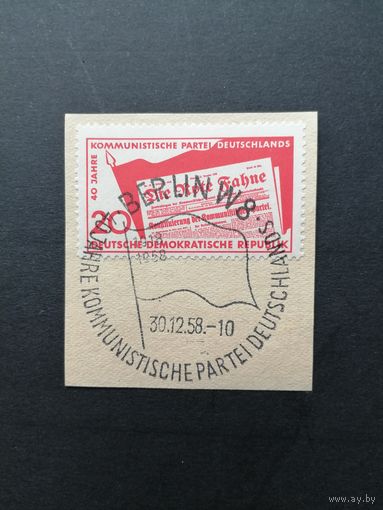 KOMMUNISTISCHE PARTEI DEUTSCHLANDS
40 JAHRE
Die Rote Fahne
20
DEUTSCHE DEMOKRATISCHE REPUBLIK
BERLIN W8
1958
30.12.58.-10
JAHRE KOMMUNISTISCHE PARTEI DEUTSCHLANDS
www.ay.by